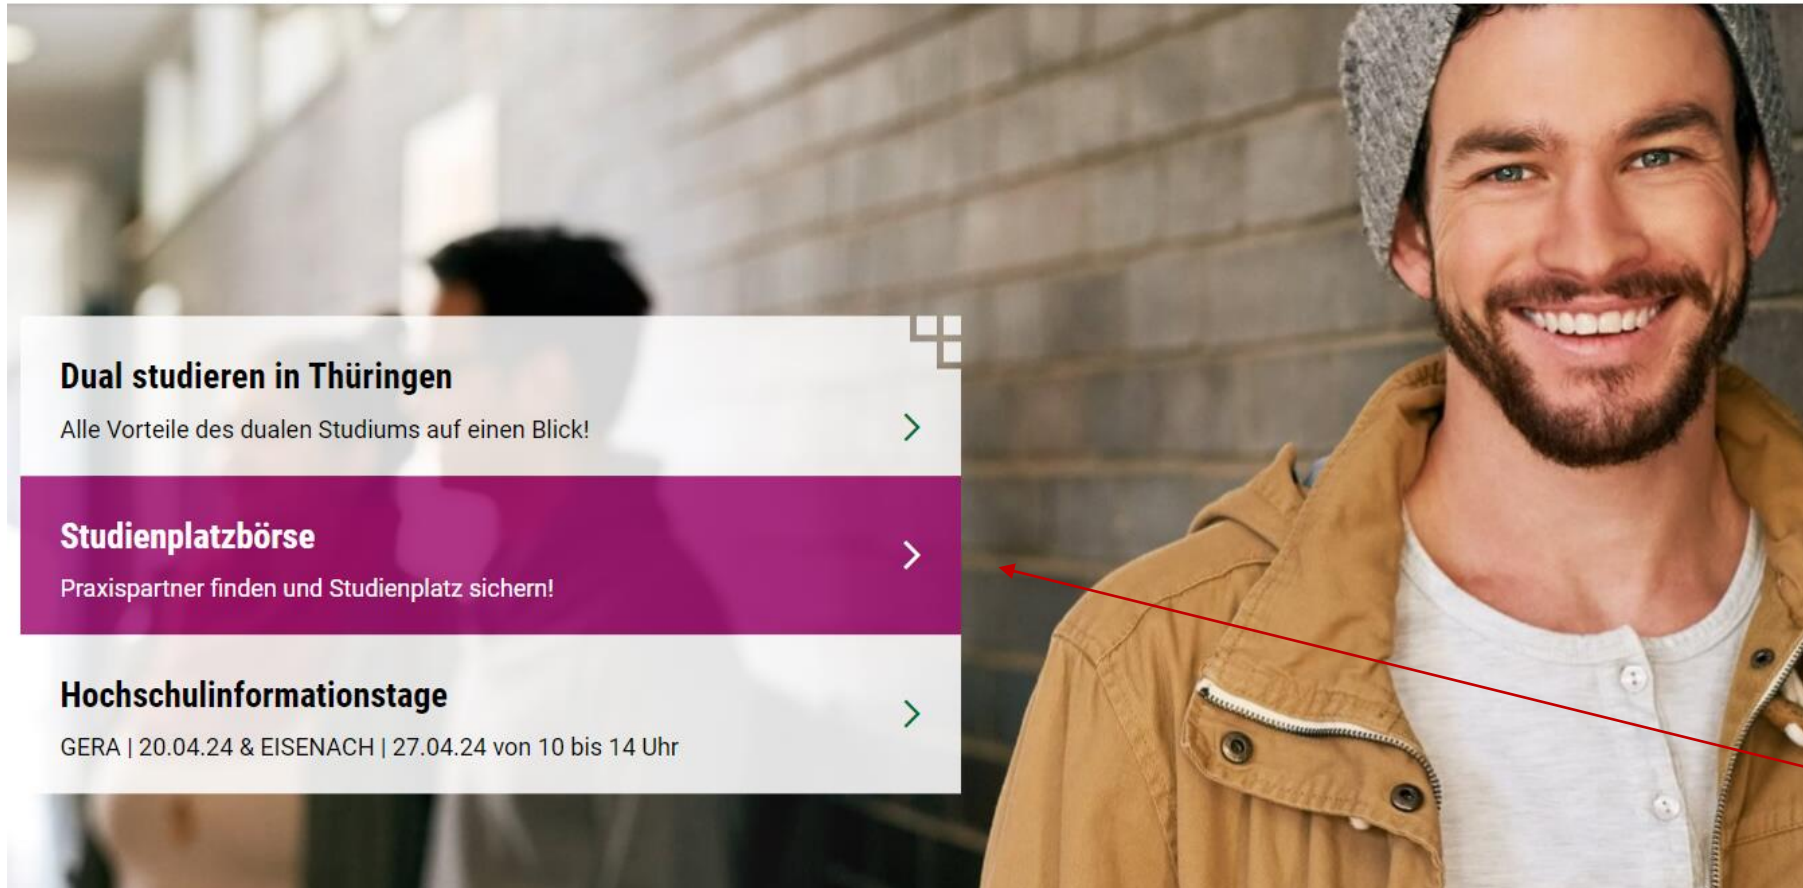 Dual studieren in Thüringen
Alle Vorteile des dualen Studiums auf einen Blick!
Studienplatzbörse
Praxispartner finden und Studienplatz sichern!
Hochschulinformationstage
GERA | 20.04.24 & EISENACH | 27.04.24 von 10 bis 14 Uhr